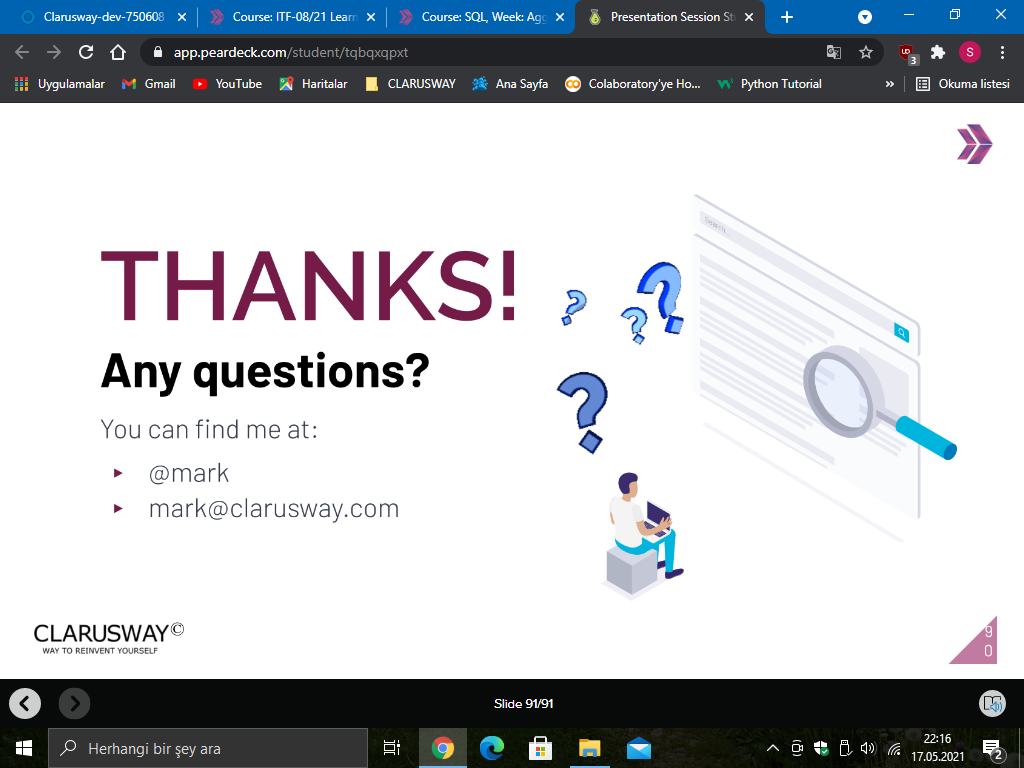 Clarusway-dev-750608
Course: ITF-08/21 Learn
Course: SQL, Week: Agg
Presentation Session St
app.peardeck.com/student/tqbqxqpxt
UD
3
S
Uygulamalar
Gmail
YouTube
Haritalar
CLARUSWAY
Ana Sayfa
Colaboratory'ye Ho...
Python Tutorial
»
Okuma listesi
Search...
THANKS!
Any questions?
You can find me at:
@mark
mark@clarusway.com
CLARUSWAY©
WAY TO REINVENT YOURSELF
9
0
Slide 91/91
Herhangi bir şey ara
22:16
17.05.2021
2